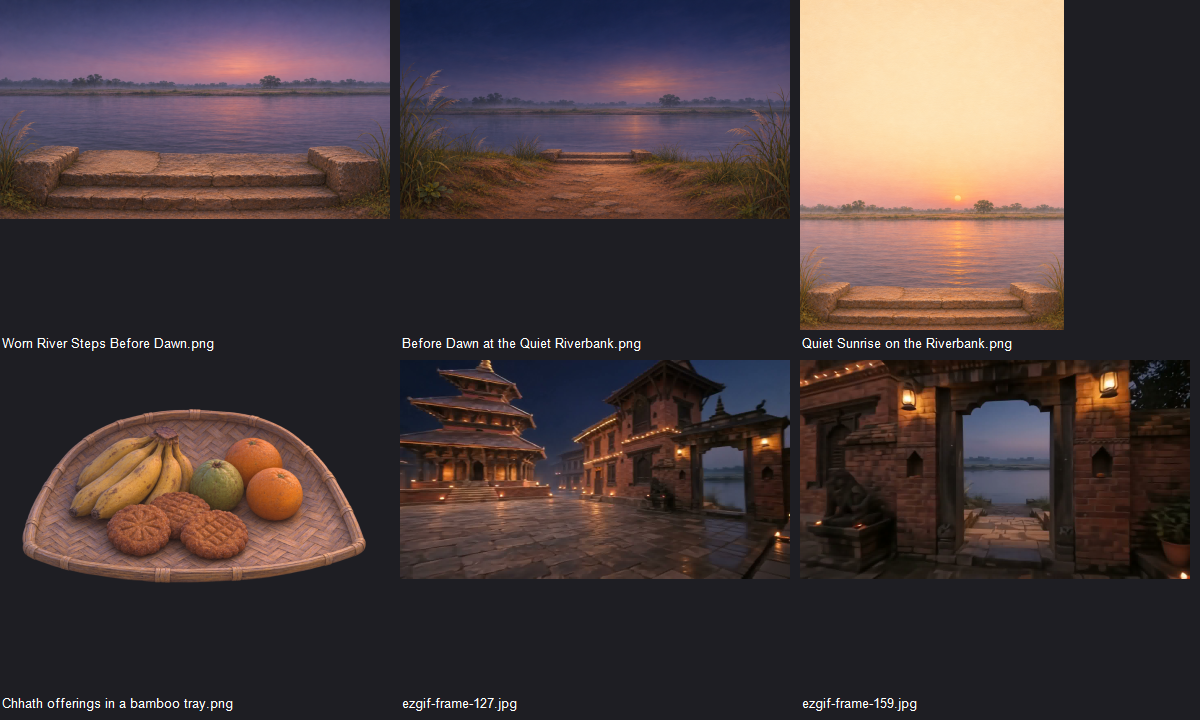 Worn River Steps Before Dawn.png
Before Dawn at the Quiet Riverbank.png
Quiet Sunrise on the Riverbank.png
Chhath offerings in a bamboo tray.png
ezgif-frame-127.jpg
ezgif-frame-159.jpg